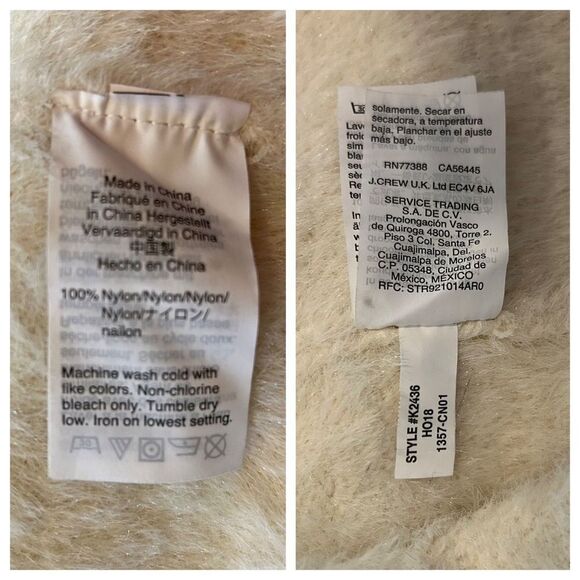 Made in China
Fabriqué en Chine
in China Hergestellt
Vervaardigd in China
中国製
Hecho en China
100% Nylon/Nylon/Nylon/
Nylon/ナイロン/
nailon
Machine wash cold with
like colors. Non-chlorine
bleach only. Tumble dry
low. Iron on lowest setting.
30
solamente. Secar en
secadora, a temperatura
baja. Planchar en el ajuste
más bajo.
RN77388 CA56445
J.CREW U.K. Ltd EC4V 6JA
SERVICE TRADING
S.A. DE C.V.
Prolongación Vasco
de Quiroga 4800, Torre 2,
Piso 3 Col. Santa Fe
Cuajimalpa, Del.
Cuajimalpa de Morelos
C.P. 05348, Ciudad de
México, MÉXICO
RFC: STR921014AR0
STYLE #K2436
HO18
1357-CN01